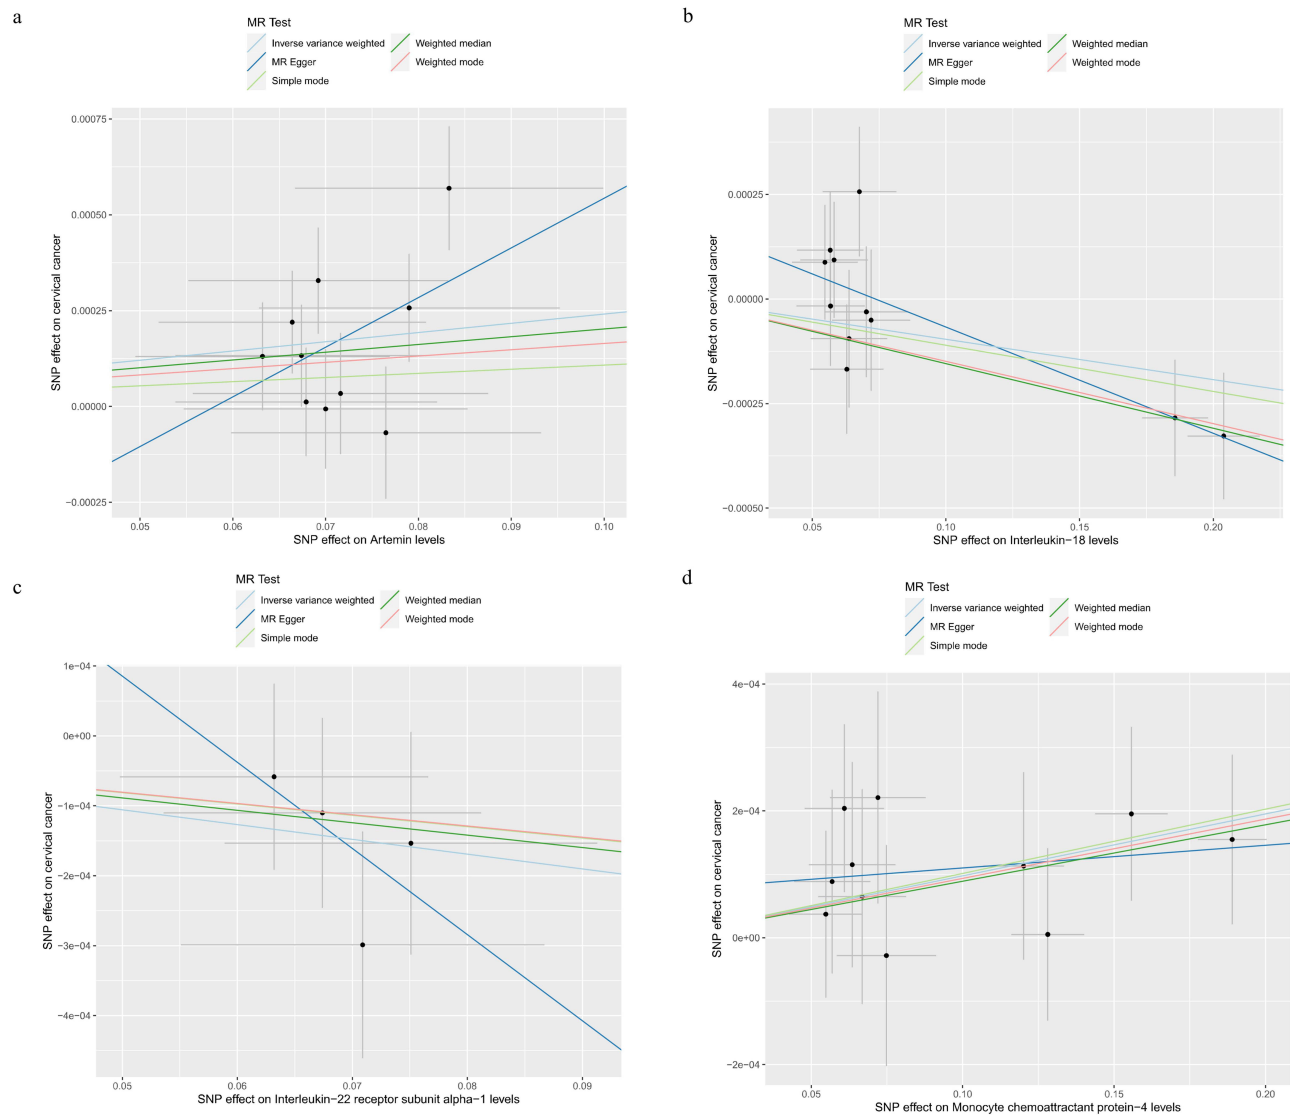 a
MR Test
Inverse variance weighted
Weighted median
MR Egger
Weighted mode
Simple mode
0.00075
0.00050
0.00025
0.00000
−0.00025
SNP effect on cervical cancer
0.05 0.06 0.07 0.08 0.09 0.10
SNP effect on Artemin levels
b
MR Test
Inverse variance weighted
Weighted median
MR Egger
Weighted mode
Simple mode
0.00025
0.00000
−0.00025
−0.00050
SNP effect on cervical cancer
0.05 0.10 0.15 0.20
SNP effect on Interleukin−18 levels
c
MR Test
Inverse variance weighted
Weighted median
MR Egger
Weighted mode
Simple mode
1e−04
0e+00
−1e−04
−2e−04
−3e−04
−4e−04
SNP effect on cervical cancer
0.05 0.06 0.07 0.08 0.09
SNP effect on Interleukin−22 receptor subunit alpha−1 levels
d
MR Test
Inverse variance weighted
Weighted median
MR Egger
Weighted mode
Simple mode
4e−04
2e−04
0e+00
−2e−04
SNP effect on cervical cancer
0.05 0.10 0.15 0.20
SNP effect on Monocyte chemoattractant protein−4 levels